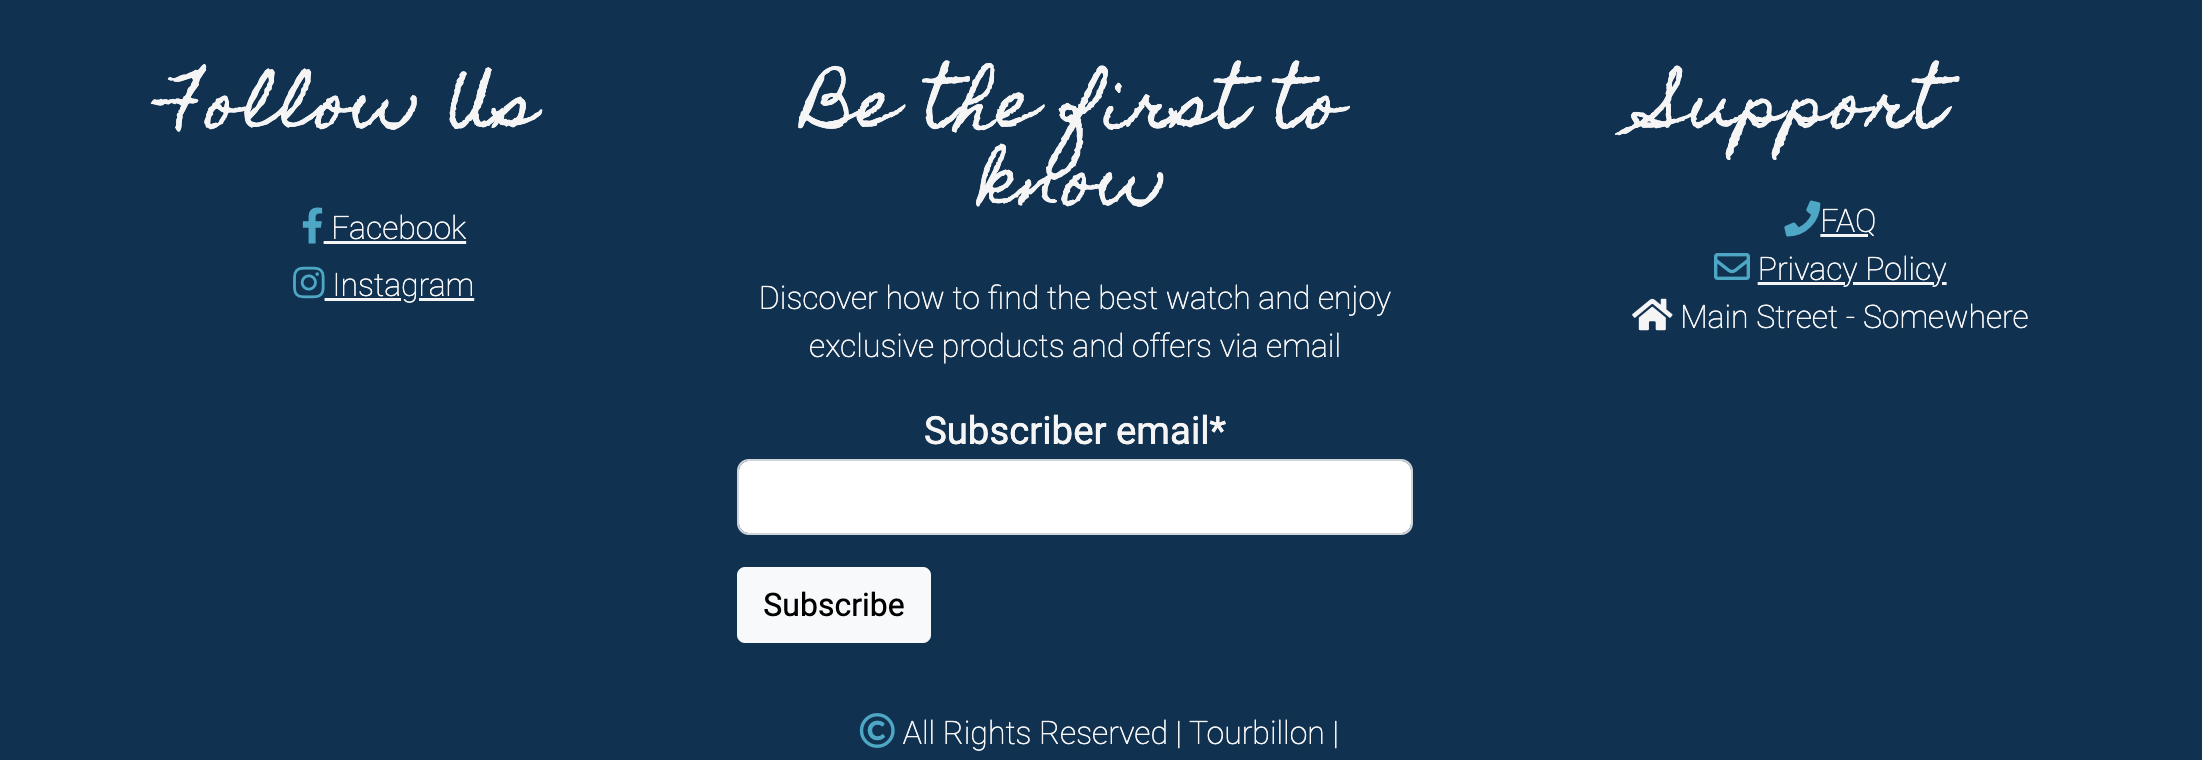 Follow Us
Facebook
Instagram
Be the first to
know
Discover how to find the best watch and enjoy
exclusive products and offers via email
Subscriber email*
Subscribe
Support
FAQ
Privacy Policy
Main Street - Somewhere
© All Rights Reserved | Tourbillon |